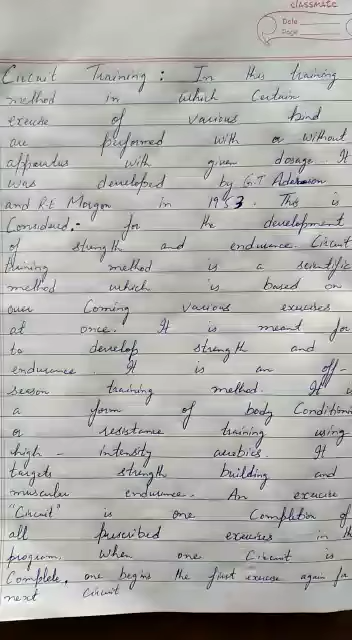 classmate
Date
Page
Circuit Training : In this training
method in which Certain
exercise of various kind
are performed with or without
apparatus with given dosage. It
was developed by G.T Aderson
and R.E Morgon in 1953. This is
Considered,- for the development
of strength and endurance. Circuit
training method is a scientific
method which is based on
over Coming various exercises
at once. It is meant for
to develop strength and
endurance. It is an off-
season training method. It is
a form of body Condition
or resistance training using
high - intensity aerobics. It
targets strength building and
muscular endurance. An exercise
"Circuit" is one Completion of
all prescribed exercises in the
program. When one Circuit is
Complete, one begins the first exercise again for
next Circuit